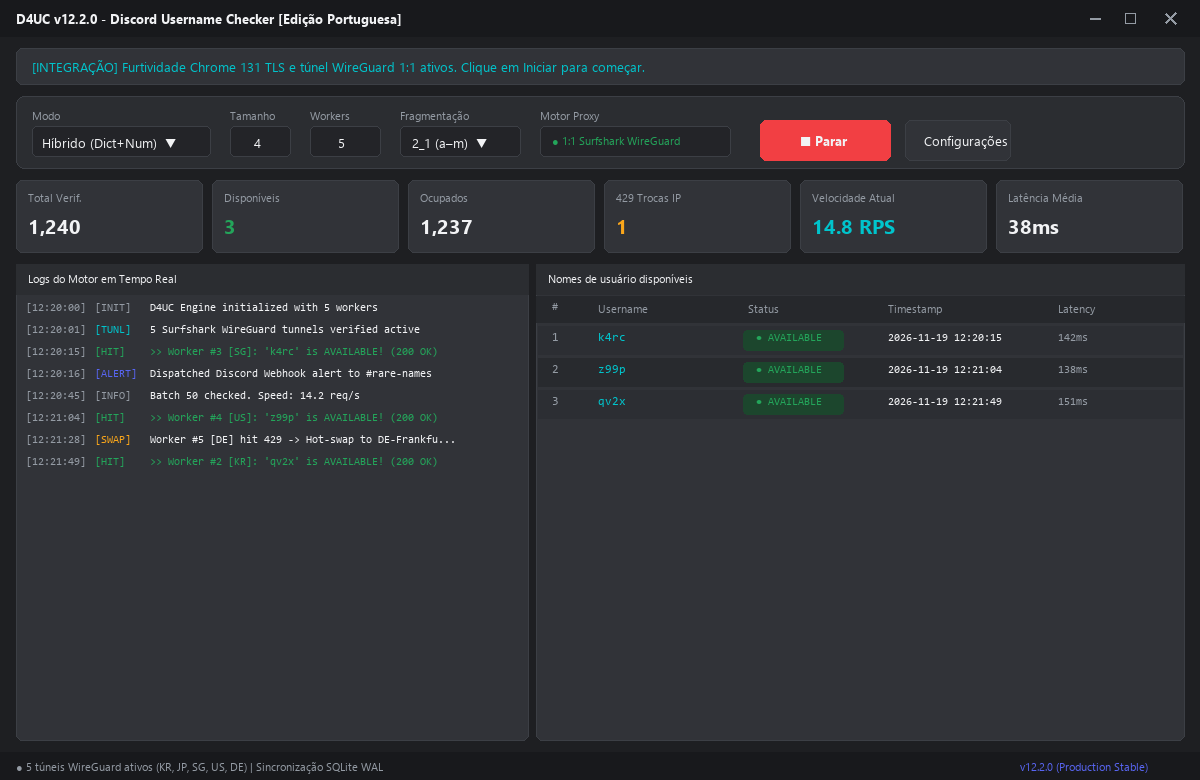 D4UC v12.2.0 - Discord Username Checker [Edição Portuguesa]
[INTEGRAÇÃO] Furtividade Chrome 131 TLS e túnel WireGuard 1:1 ativos. Clique em Iniciar para começar.
Modo Tamanho Workers Fragmentação Motor Proxy
Híbrido (Dict+Num) ▼ 4 5 2_1 (a–m) ▼ ● 1:1 Surfshark WireGuard ■ Parar Configurações
Total Verif. Disponíveis Ocupados 429 Trocas IP Velocidade Atual Latência Média
1,240 3 1,237 1 14.8 RPS 38ms
Logs do Motor em Tempo Real
[12:20:00] [INIT] D4UC Engine initialized with 5 workers
[12:20:01] [TUNL] 5 Surfshark WireGuard tunnels verified active
[12:20:15] [HIT] >> Worker #3 [SG]: 'k4rc' is AVAILABLE! (200 OK)
[12:20:16] [ALERT] Dispatched Discord Webhook alert to #rare-names
[12:20:45] [INFO] Batch 50 checked. Speed: 14.2 req/s
[12:21:04] [HIT] >> Worker #4 [US]: 'z99p' is AVAILABLE! (200 OK)
[12:21:28] [SWAP] Worker #5 [DE] hit 429 -> Hot-swap to DE-Frankfu...
[12:21:49] [HIT] >> Worker #2 [KR]: 'qv2x' is AVAILABLE! (200 OK)
Nomes de usuário disponíveis
# Username Status Timestamp Latency
1 k4rc ● AVAILABLE 2026-11-19 12:20:15 142ms
2 z99p ● AVAILABLE 2026-11-19 12:21:04 138ms
3 qv2x ● AVAILABLE 2026-11-19 12:21:49 151ms
● 5 túneis WireGuard ativos (KR, JP, SG, US, DE) | Sincronização SQLite WAL
v12.2.0 (Production Stable)